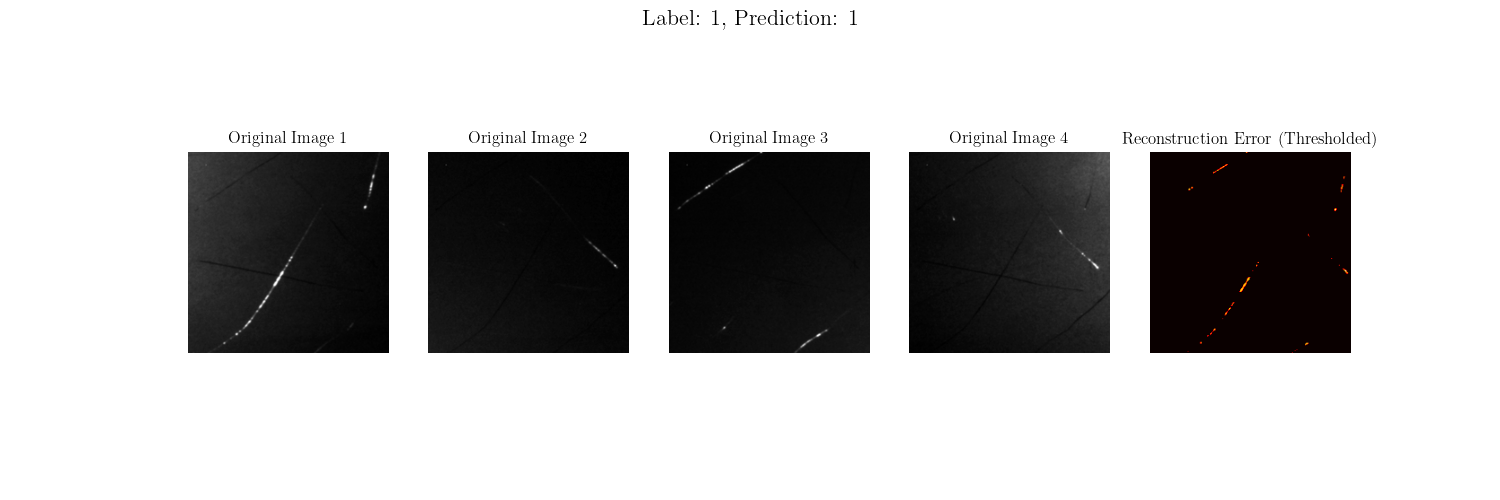 Label: 1, Prediction: 1
Original Image 1
Original Image 2
Original Image 3
Original Image 4
Reconstruction Error (Thresholded)